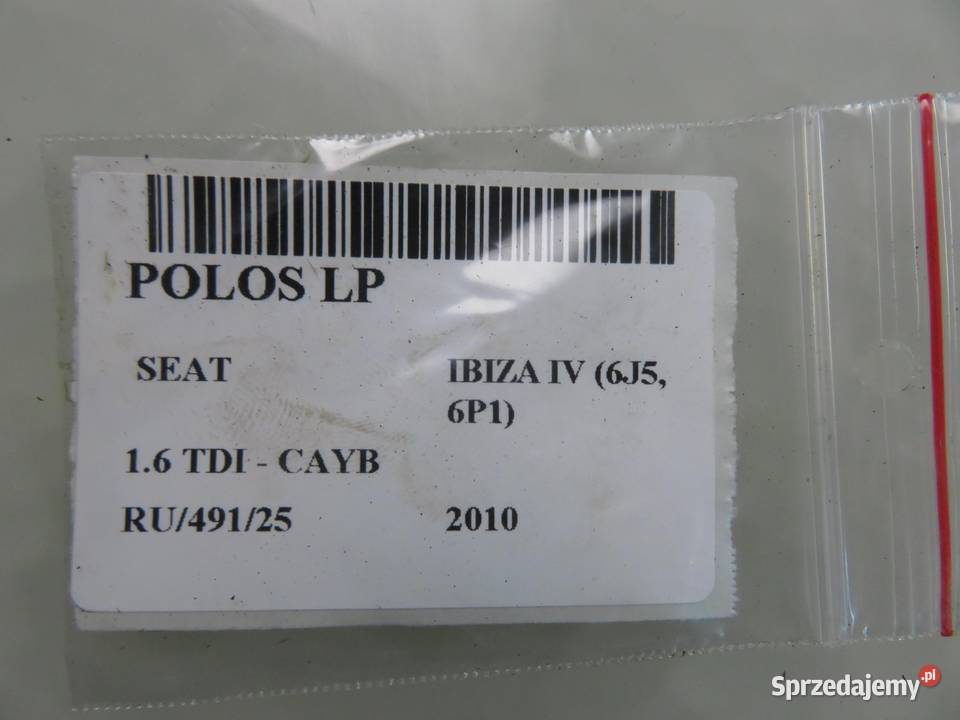 POLOS LP
SEAT IBIZA IV (6J5,
6P1)
1.6 TDI - CAYB
RU/491/25 2010
Sprzedajemy.pl